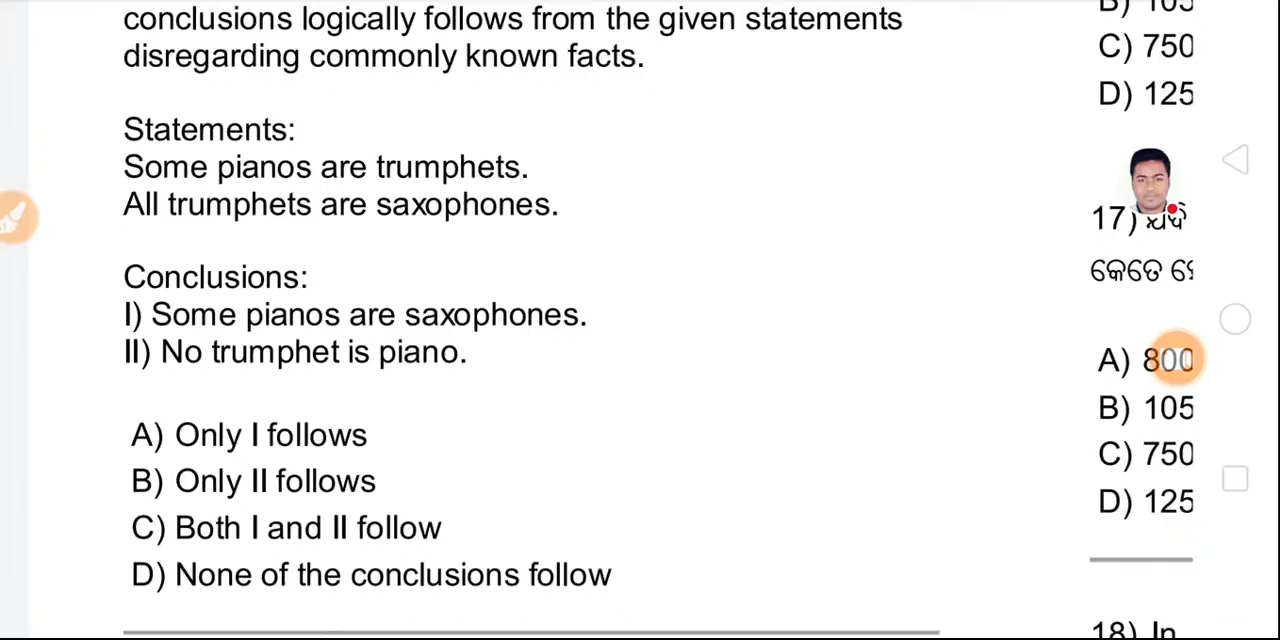 conclusions logically follows from the given statements
disregarding commonly known facts.
Statements:
Some pianos are trumphets.
All trumphets are saxophones.
Conclusions:
I) Some pianos are saxophones.
II) No trumphet is piano.
A) Only I follows
B) Only II follows
C) Both I and II follow
D) None of the conclusions follow
B) 105
C) 750
D) 125
17) ଯଦି
କେତେ
A) 800
B) 105
C) 750
D) 125
18) In